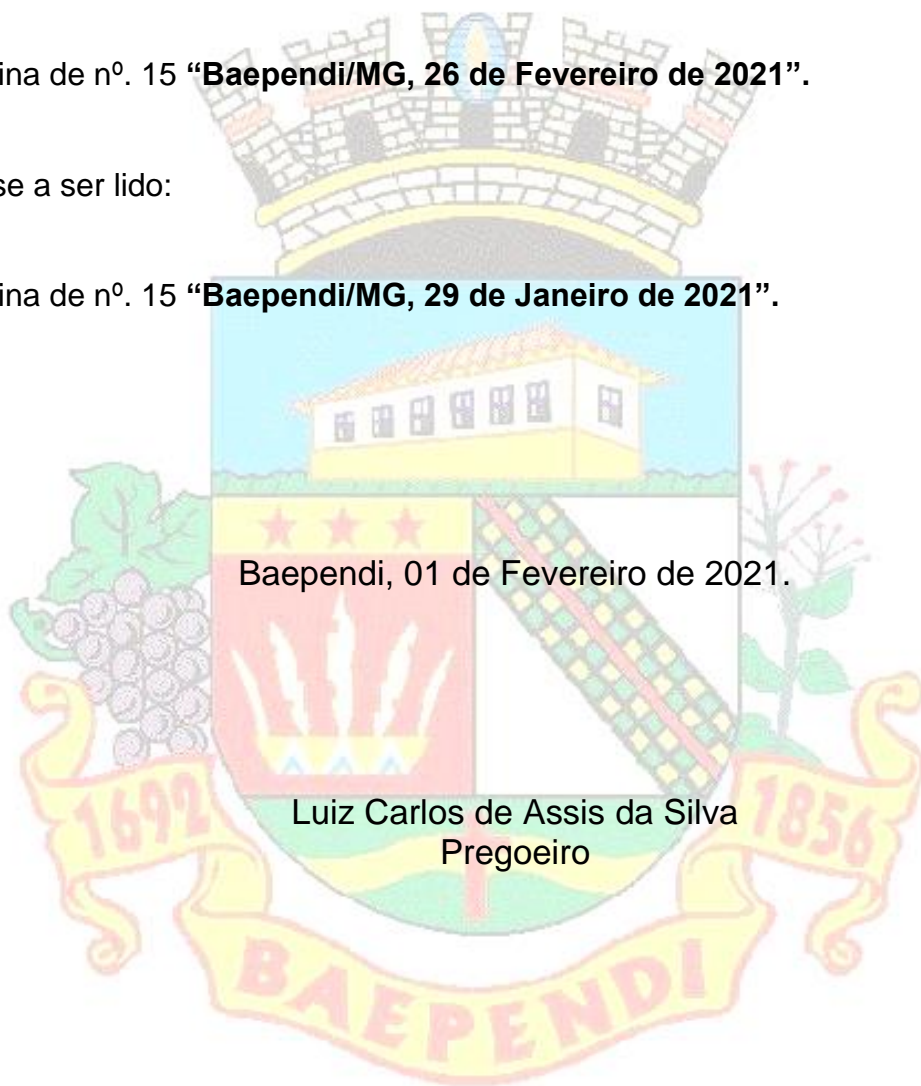 ina de nº. 15 “Baependi/MG, 26 de Fevereiro de 2021”.
se a ser lido:
ina de nº. 15 “Baependi/MG, 29 de Janeiro de 2021”.
Baependi, 01 de Fevereiro de 2021.
Luiz Carlos de Assis da Silva
Pregoeiro
1692
1856
BAEPENDI